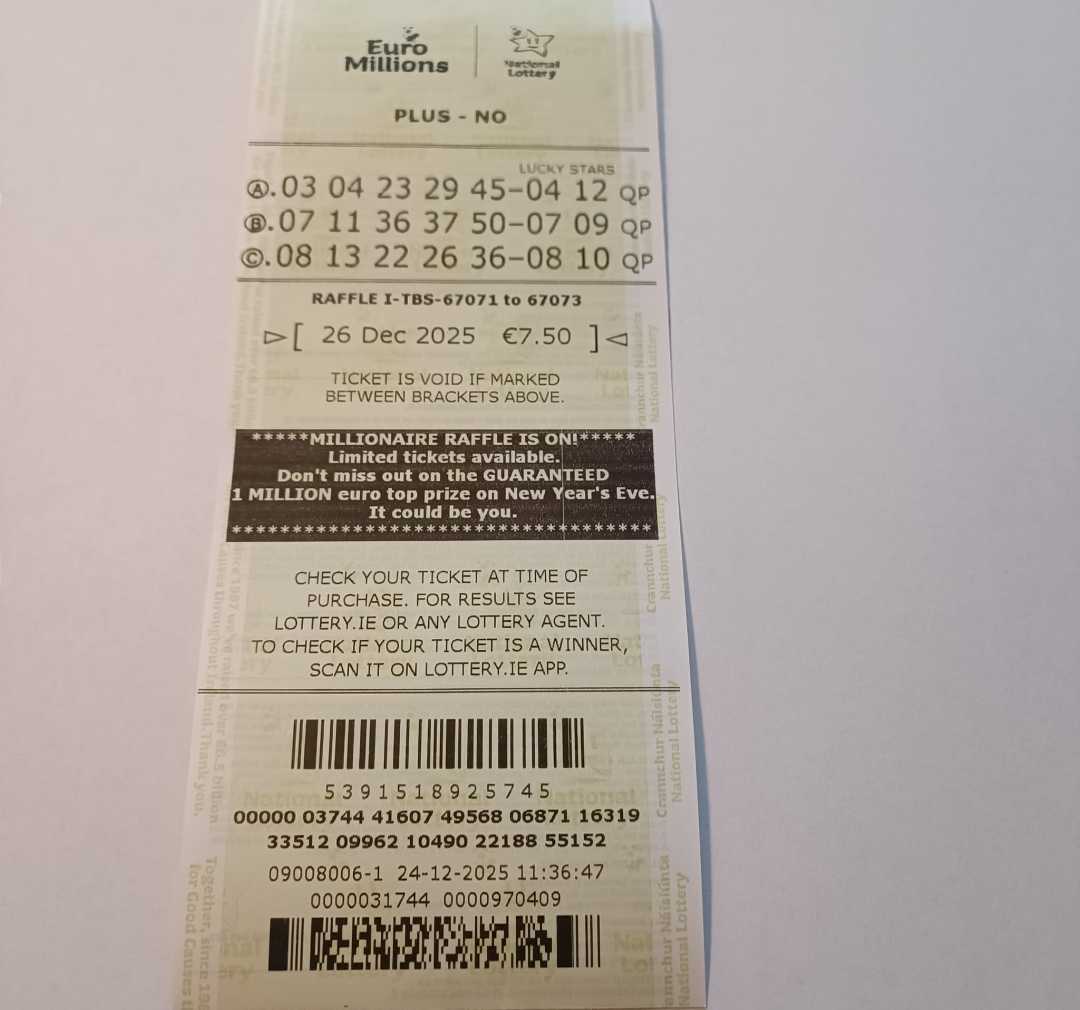 Euro
Millions
National
Lottery
PLUS - NO
LUCKY STARS
Ⓐ.03 04 23 29 45-04 12 QP
Ⓑ.07 11 36 37 50-07 09 QP
Ⓒ.08 13 22 26 36-08 10 QP
RAFFLE I-TBS-67071 to 67073
▷[ 26 Dec 2025 €7.50 ]◁
TICKET IS VOID IF MARKED
BETWEEN BRACKETS ABOVE.
*****MILLIONAIRE RAFFLE IS ON!*****
Limited tickets available.
Don't miss out on the GUARANTEED
1 MILLION euro top prize on New Year's Eve.
It could be you.
***********************************
CHECK YOUR TICKET AT TIME OF
PURCHASE. FOR RESULTS SEE
LOTTERY.IE OR ANY LOTTERY AGENT.
TO CHECK IF YOUR TICKET IS A WINNER,
SCAN IT ON LOTTERY.IE APP.
5391518925745
00000 03744 41607 49568 06871 16319
33512 09962 10490 22188 55152
09008006-1 24-12-2025 11:36:47
0000031744 0000970409
Crannchur Náisiúnta
National Lottery